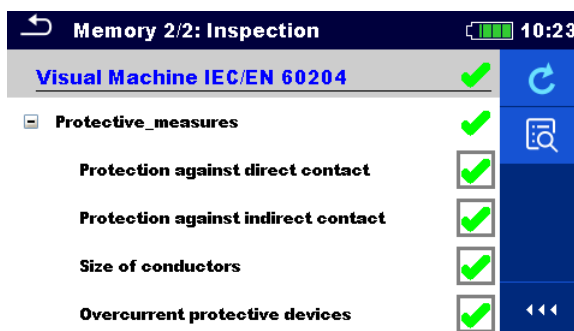 Memory 2/2: Inspection 10:23
Visual Machine IEC/EN 60204
Protective_measures
Protection against direct contact
Protection against indirect contact
Size of conductors
Overcurrent protective devices